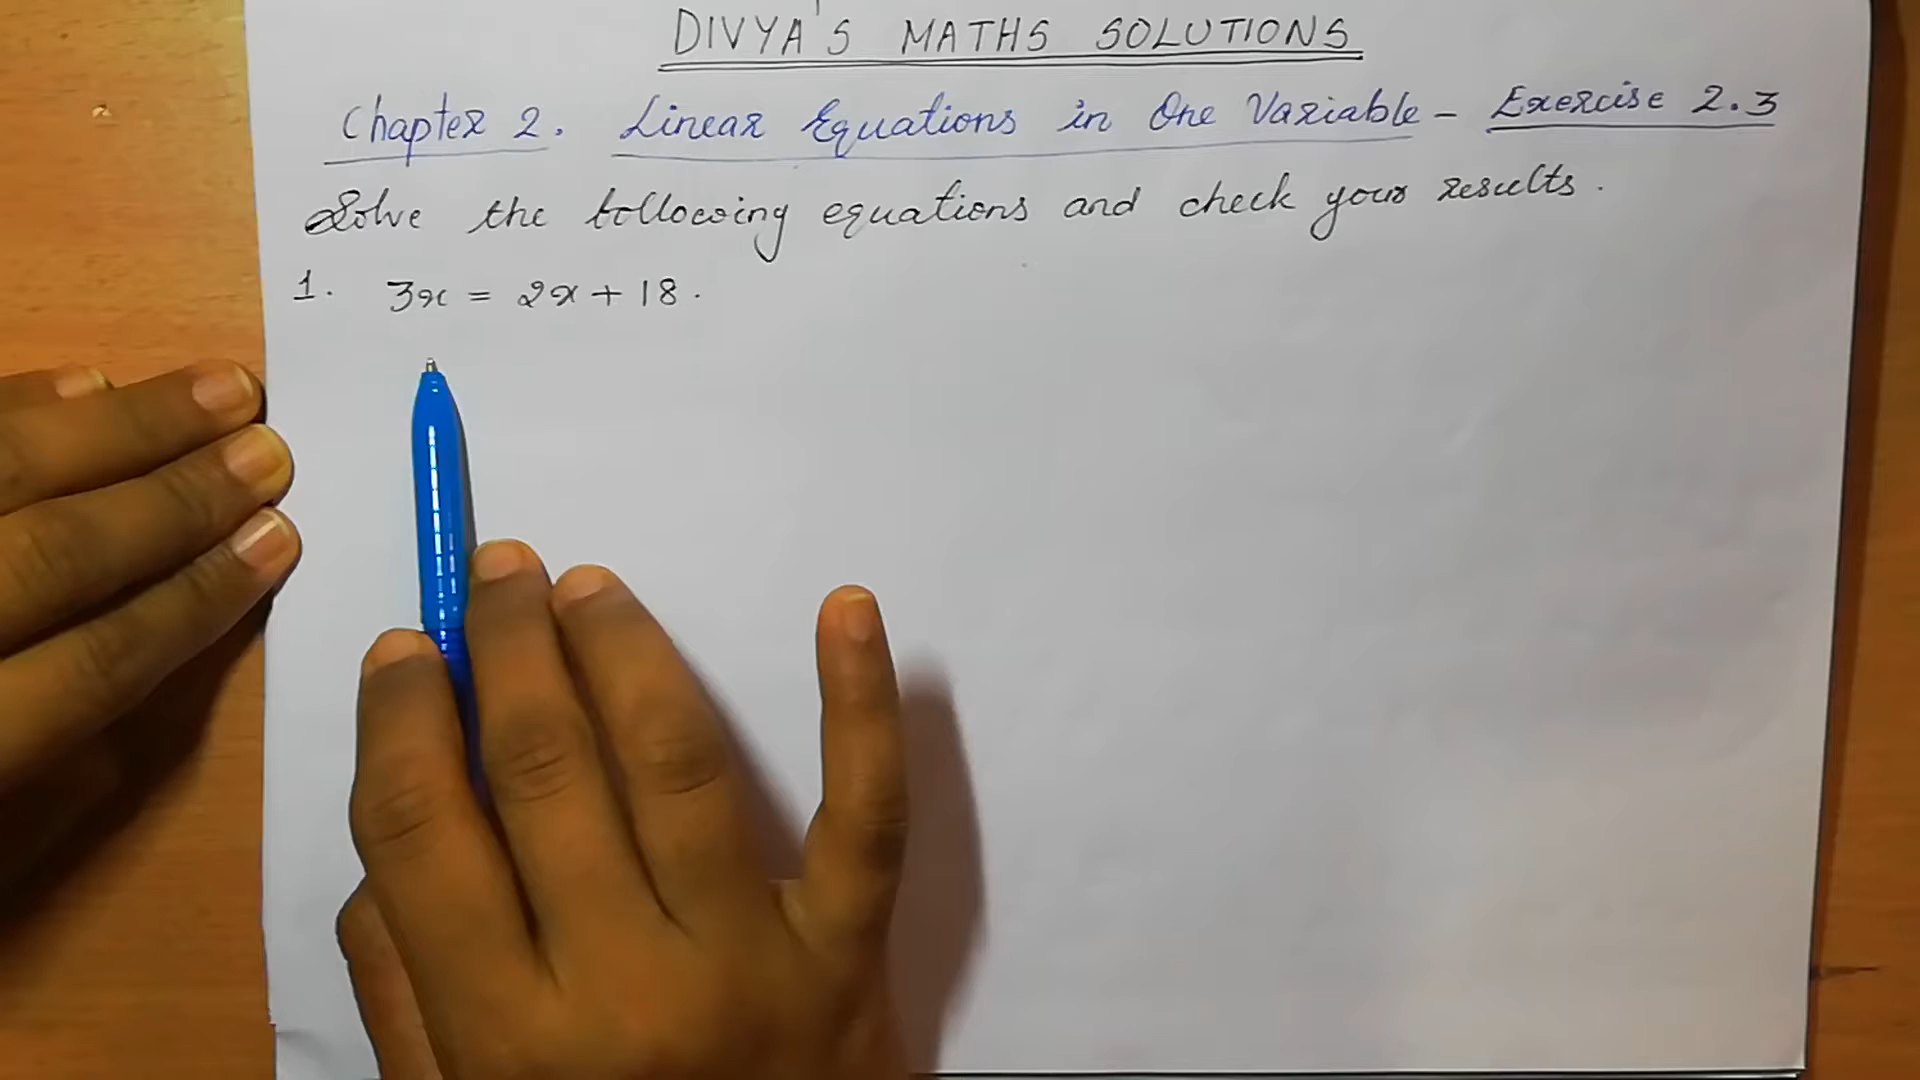 DIVYA'S MATHS SOLUTIONS
Chapter 2. Linear Equations in One Variable - Exercise 2.3
Solve the following equations and check your results.
1. 3x = 2x + 18.